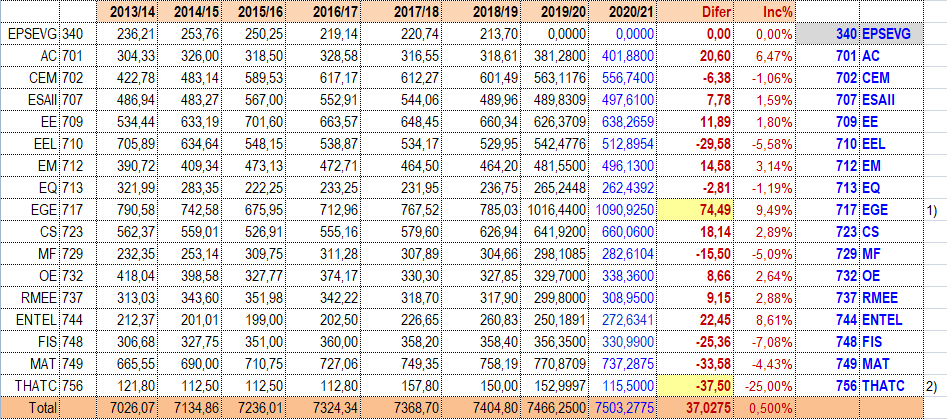 2013/14 2014/15 2015/16 2016/17 2017/18 2018/19 2019/20 2020/21 Difer Inc%
EPSEVG 340 236,21 253,76 250,25 219,14 220,74 213,70 0,0000 0,0000 0,00 0,00% 340 EPSEVG
AC 701 304,33 326,00 318,50 328,58 316,55 318,61 381,2800 401,8800 20,60 6,47% 701 AC
CEM 702 422,78 483,14 589,53 617,17 612,27 601,49 563,1176 556,7400 -6,38 -1,06% 702 CEM
ESAII 707 486,94 483,27 567,00 552,91 544,06 489,96 489,8309 497,6100 7,78 1,59% 707 ESAII
EE 709 534,44 633,19 701,60 663,57 648,45 660,34 626,3709 638,2659 11,89 1,80% 709 EE
EEL 710 705,89 634,64 548,15 538,87 534,17 529,95 542,4776 512,8954 -29,58 -5,58% 710 EEL
EM 712 390,72 409,34 473,13 472,71 464,50 464,20 481,5500 496,1300 14,58 3,14% 712 EM
EQ 713 321,99 283,35 222,25 233,25 231,95 236,75 265,2448 262,4392 -2,81 -1,19% 713 EQ
EGE 717 790,58 742,58 675,95 712,96 767,52 785,03 1016,4400 1090,9250 74,49 9,49% 717 EGE 1)
CS 723 562,37 559,01 526,91 555,16 579,60 626,94 641,9200 660,0600 18,14 2,89% 723 CS
MF 729 232,35 253,14 309,75 311,28 307,89 304,66 298,1085 282,6104 -15,50 -5,09% 729 MF
OE 732 418,00 398,58 327,77 374,17 330,30 327,85 329,7000 338,3600 8,66 2,64% 732 OE
RMEE 737 313,03 343,60 351,98 342,22 318,70 317,90 299,8000 308,9500 9,15 2,88% 737 RMEE
ENTEL 744 212,37 201,01 199,00 202,50 226,65 260,83 250,1891 272,6341 22,45 8,61% 744 ENTEL
FIS 748 306,68 327,75 351,00 360,00 358,20 358,40 356,3500 330,9900 -25,36 -7,08% 748 FIS
MAT 749 665,55 690,00 710,75 727,06 749,35 758,19 770,8709 737,2875 -33,58 -4,43% 749 MAT
THATC 756 121,80 112,50 112,50 112,80 157,80 150,00 152,9997 115,5000 -37,50 -25,00% 756 THATC 2)
Total 7026,07 7134,86 7236,01 7324,34 7368,70 7404,80 7466,2500 7503,2775 37,0275 0,500%